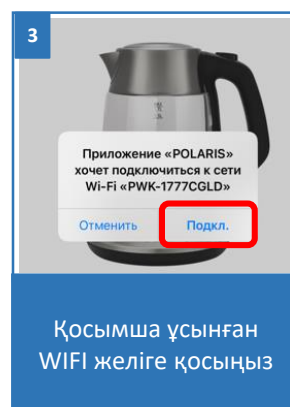 3
Приложение «POLARIS»
хочет подключиться к сети
Wi-Fi «PWK-1777CGLD»
Отменить
Подкл.
Қосымша ұсынған
WIFI желіге қосыңыз